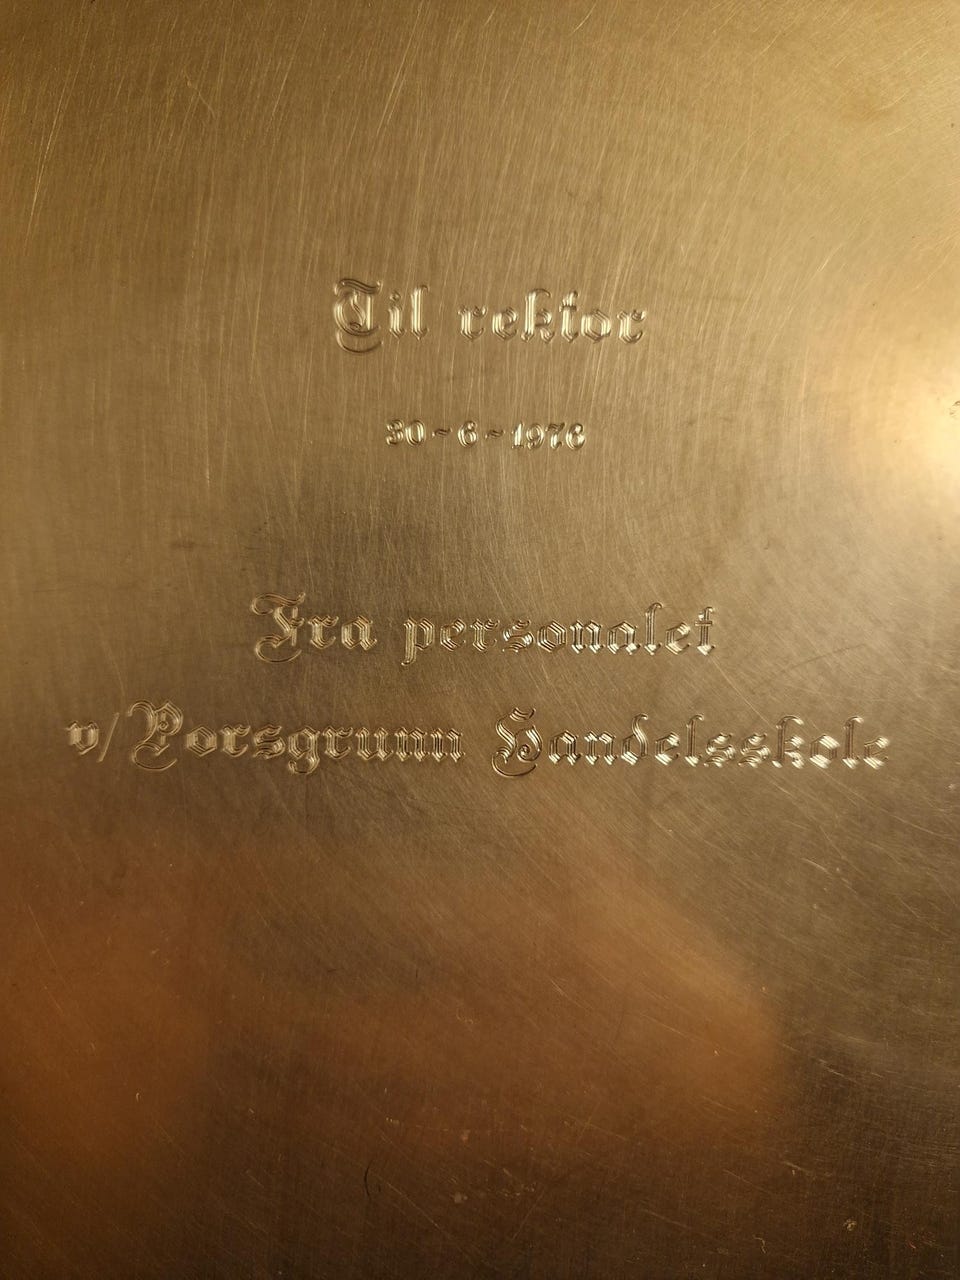 Til rektor
30-6-1976
Fra personalet
v/Porsgrunn Handelsskole